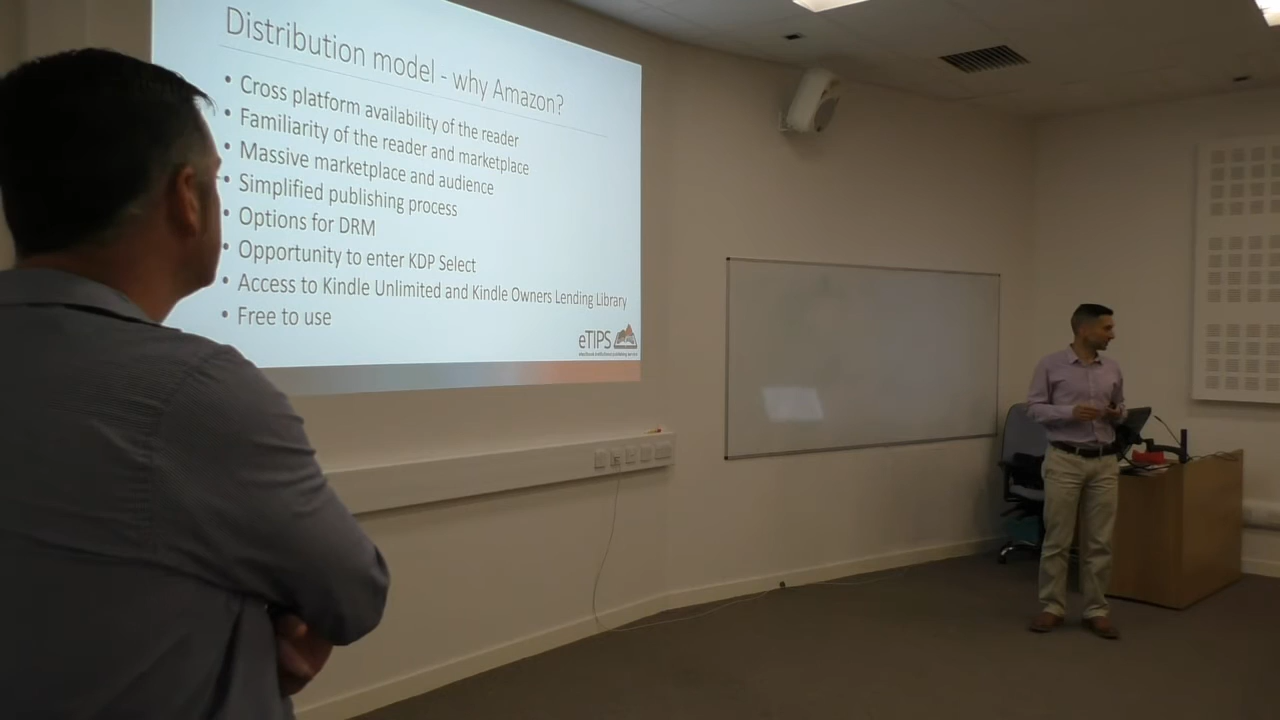 Distribution model - why Amazon?
• Cross platform availability of the reader
• Familiarity of the reader and marketplace
• Massive marketplace and audience
• Simplified publishing process
• Options for DRM
• Opportunity to enter KDP Select
• Access to Kindle Unlimited and Kindle Owners Lending Library
• Free to use
eTIPS